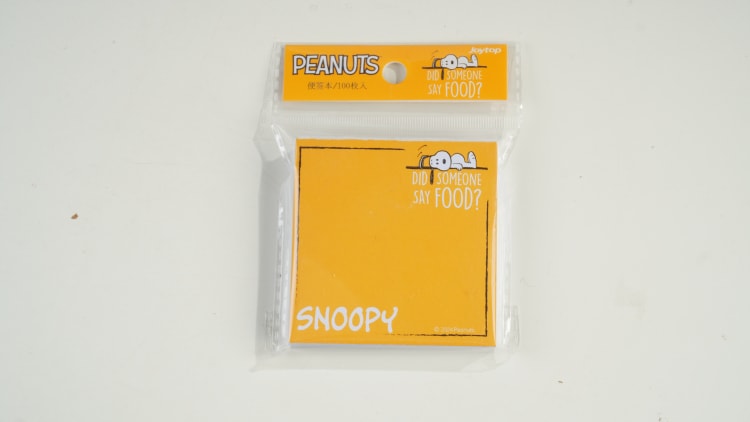 Joytop
PEANUTS
DID SOMEONE
SAY FOOD?
便签本/100枚入
DID SOMEONE
SAY FOOD?
SNOOPY